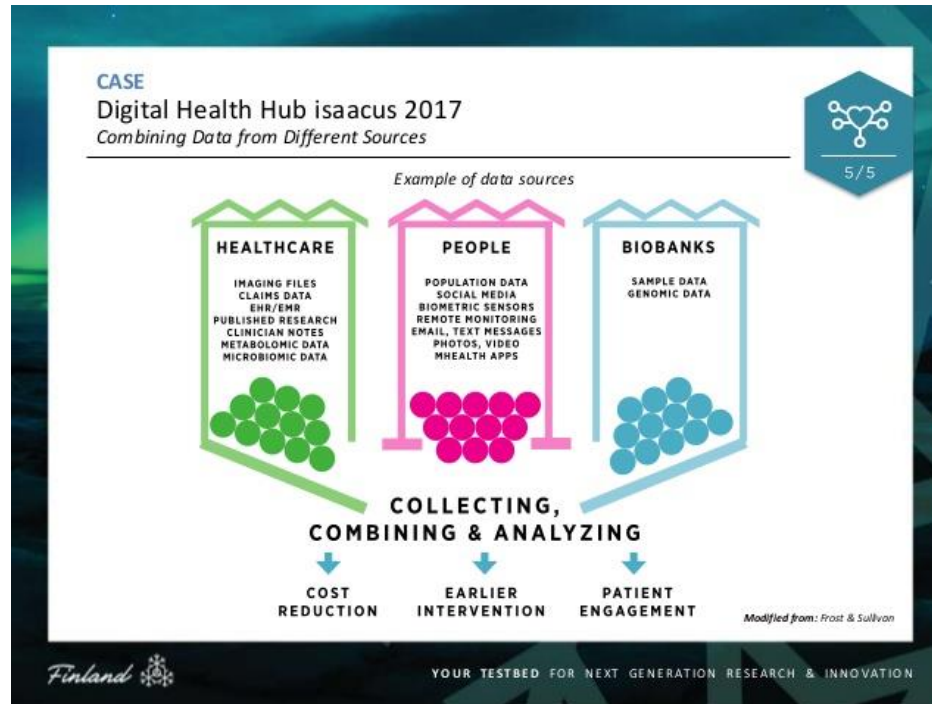 CASE
Digital Health Hub isaacus 2017
Combining Data from Different Sources
5/5
Example of data sources
HEALTHCARE
IMAGING FILES
CLAIMS DATA
EHR/EMR
PUBLISHED RESEARCH
CLINICIAN NOTES
METABOLOMIC DATA
MICROBIOMIC DATA
PEOPLE
POPULATION DATA
SOCIAL MEDIA
BIOMETRIC SENSORS
REMOTE MONITORING
EMAIL, TEXT MESSAGES
PHOTOS, VIDEO
MHEALTH APPS
BIOBANKS
SAMPLE DATA
GENOMIC DATA
COLLECTING,
COMBINING & ANALYZING
COST
REDUCTION
EARLIER
INTERVENTION
PATIENT
ENGAGEMENT
Modified from: Frost & Sullivan
Finland
YOUR TESTBED FOR NEXT GENERATION RESEARCH & INNOVATION